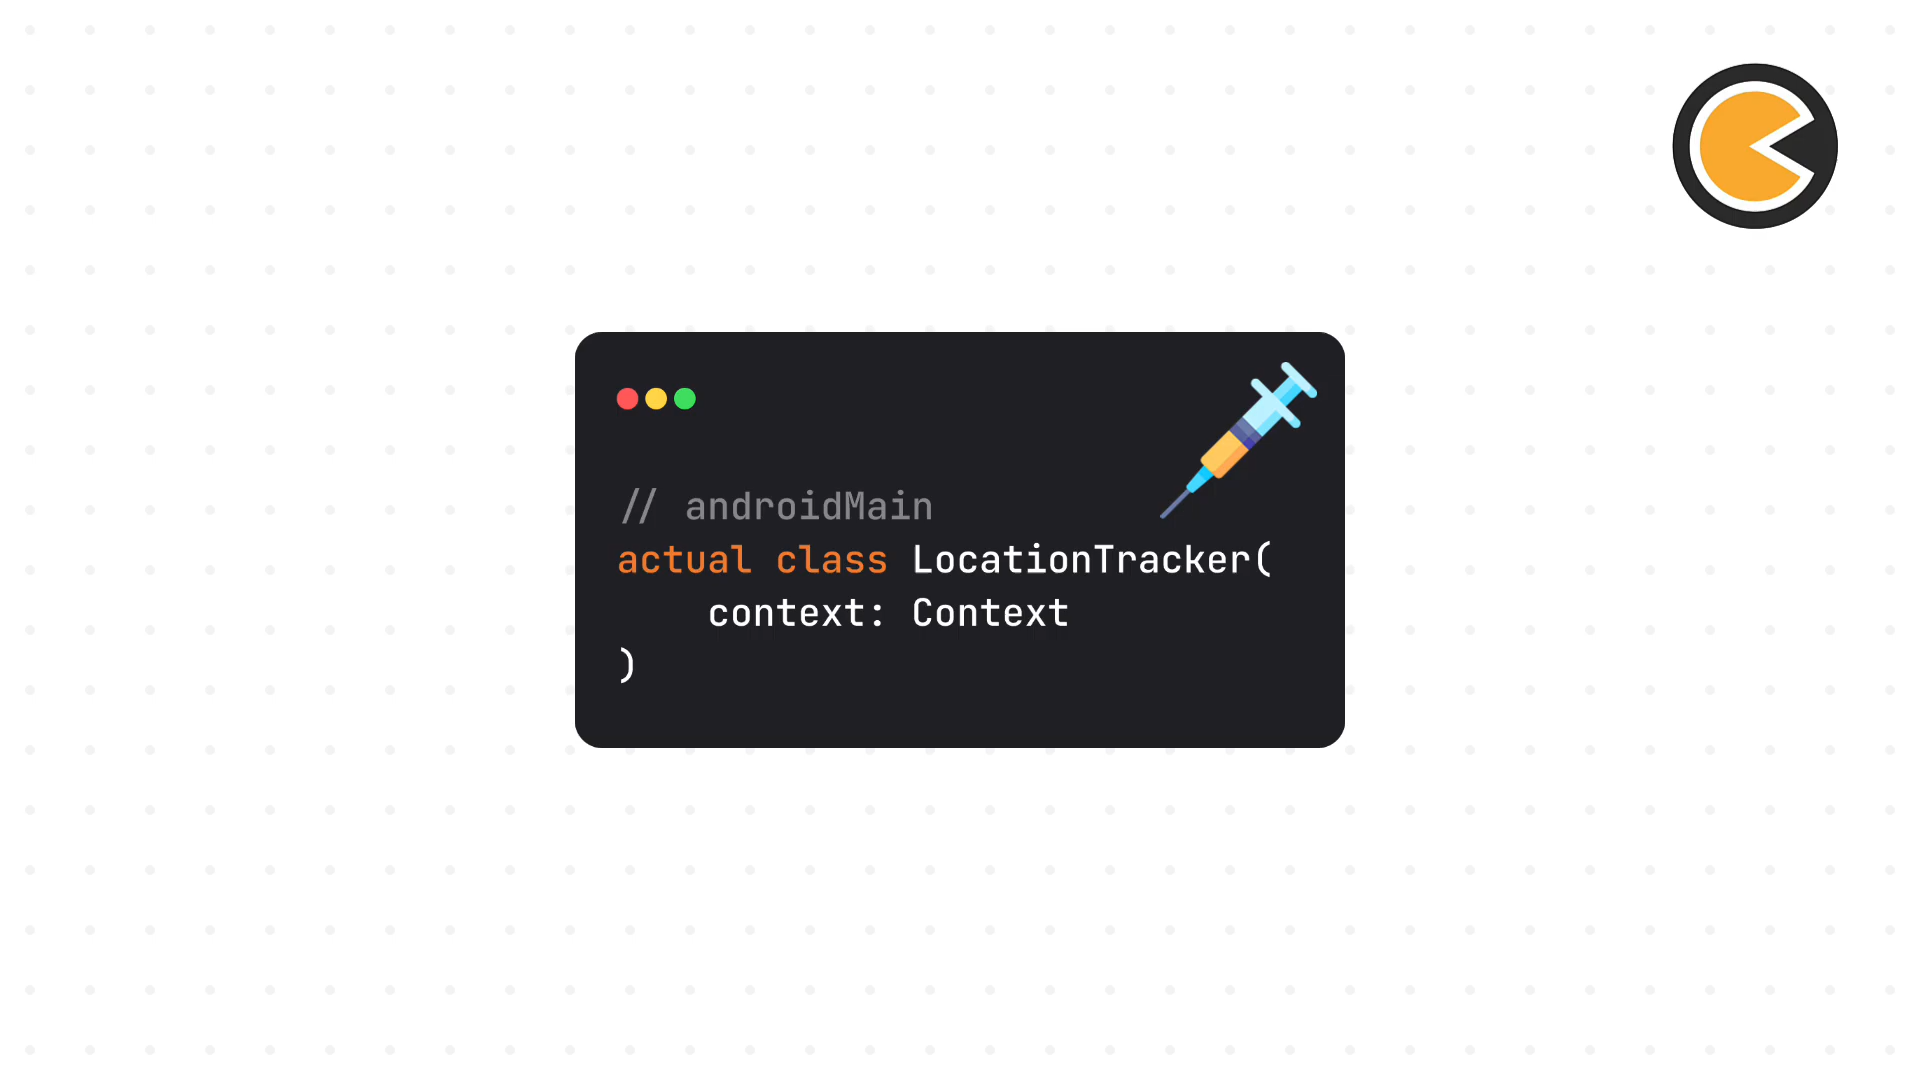 // androidMain
actual class LocationTracker(
    context: Context
)